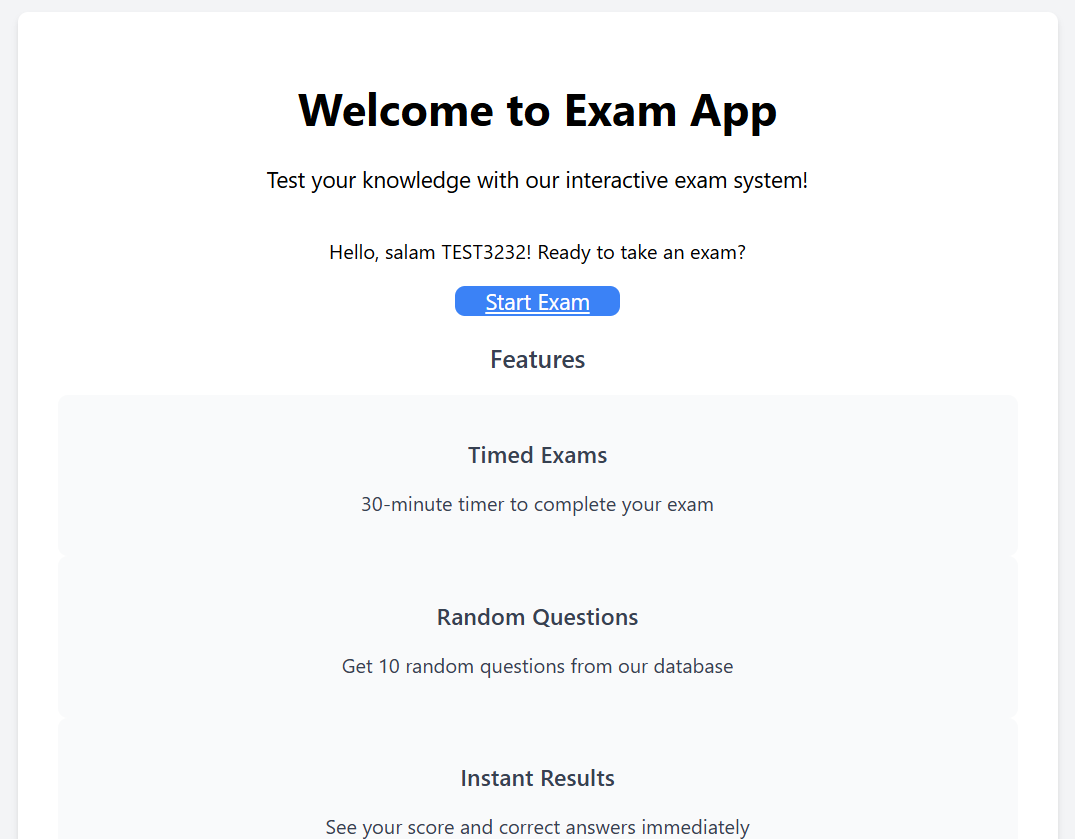 Welcome to Exam App
Test your knowledge with our interactive exam system!
Hello, salam TEST3232! Ready to take an exam?
Start Exam
Features
Timed Exams
30-minute timer to complete your exam
Random Questions
Get 10 random questions from our database
Instant Results
See your score and correct answers immediately